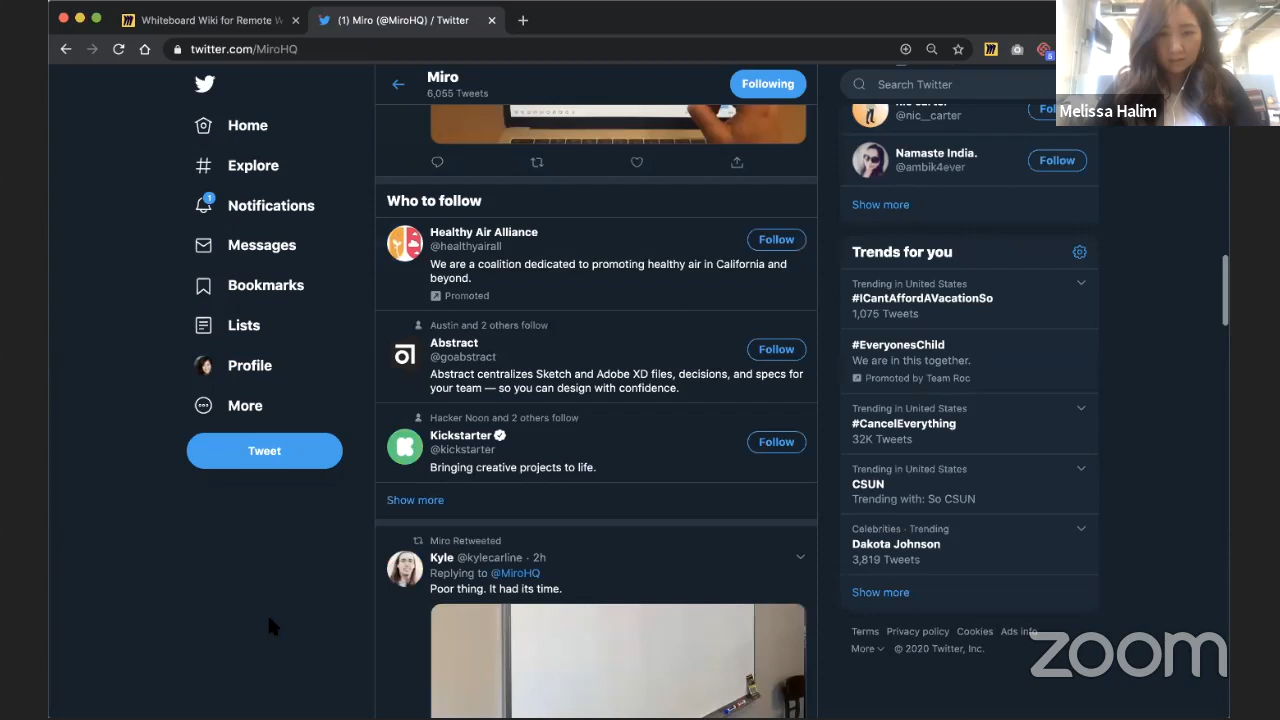 Whiteboard Wiki for Remote W
(1) Miro (@MiroHQ) / Twitter
twitter.com/MiroHQ
5
Melissa Halim
Home
Explore
1
Notifications
Messages
Bookmarks
Lists
Profile
More
Tweet
Miro
6,055 Tweets
Following
Who to follow
Healthy Air Alliance
@healthyairall
Follow
We are a coalition dedicated to promoting healthy air in California and
beyond.
Promoted
Austin and 2 others follow
Abstract
@goabstract
Follow
Abstract centralizes Sketch and Adobe XD files, decisions, and specs for
your team — so you can design with confidence.
Hacker Noon and 2 others follow
Kickstarter
@kickstarter
Follow
Bringing creative projects to life.
Show more
Miro Retweeted
Kyle @kylecarline · 2h
Replying to @MiroHQ
Poor thing. It had its time.
Search Twitter
nic carter
@nic__carter
Namaste India.
@ambik4ever
Follow
Show more
Trends for you
Trending in United States
#ICantAffordAVacationSo
1,075 Tweets
#EveryonesChild
We are in this together.
Promoted by Team Roc
Trending in United States
#CancelEverything
32K Tweets
Trending in United States
CSUN
Trending with: So CSUN
Celebrities · Trending
Dakota Johnson
3,819 Tweets
Show more
Terms Privacy policy Cookies Ads info
More © 2020 Twitter, Inc.
zoom